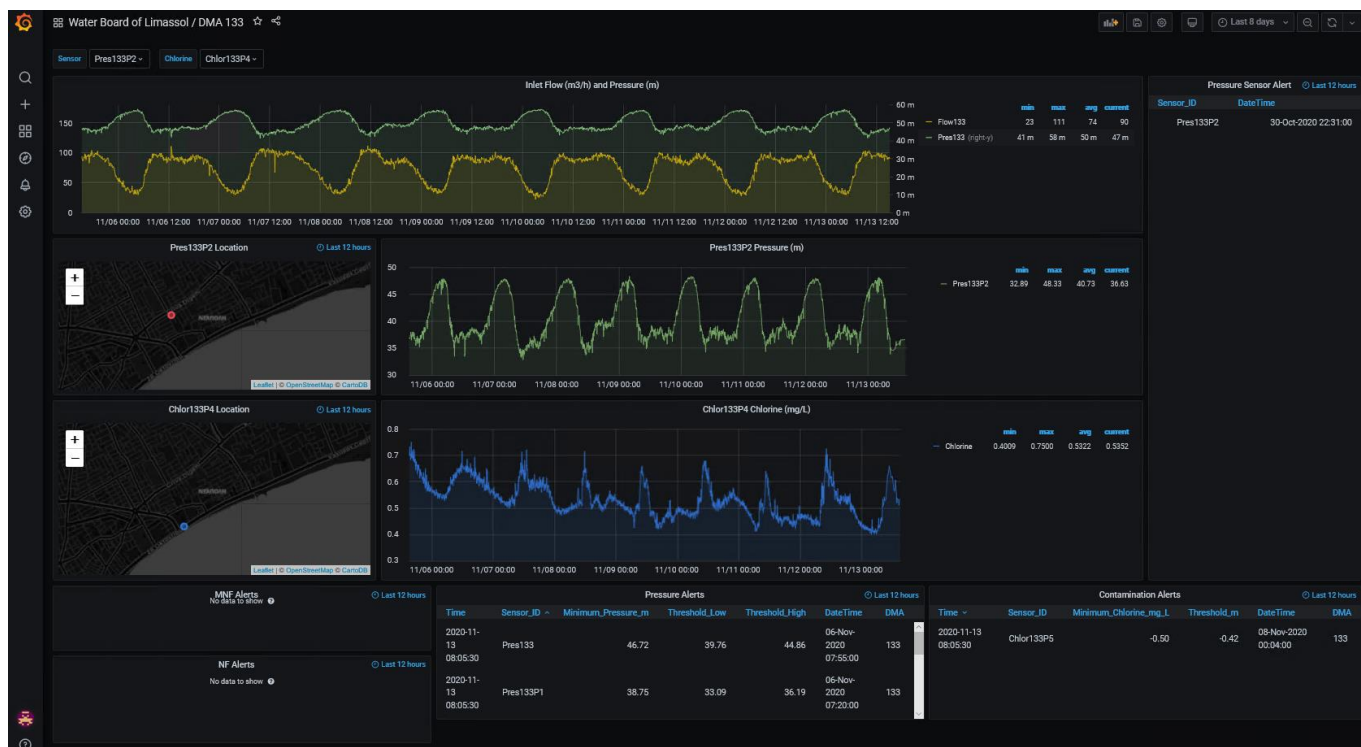 Water Board of Limassol / DMA 133
Last 8 days
Sensor Pres133P2 Chlorine Chlor133P4
Inlet Flow (m3/h) and Pressure (m)
150
100
50
0
60 m
50 m
40 m
30 m
20 m
10 m
0 m
11/06 00:00 11/06 12:00 11/07 00:00 11/07 12:00 11/08 00:00 11/08 12:00 11/09 00:00 11/09 12:00 11/10 00:00 11/10 12:00 11/11 00:00 11/11 12:00 11/12 00:00 11/12 12:00 11/13 00:00 11/13 12:00
min max avg current
Flow133 23 111 74 90
Pres133 (right-y) 41 m 58 m 50 m 47 m
Pressure Sensor Alert Last 12 hours
Sensor_ID DateTime
Pres133P2 30-Oct-2020 22:31:00
Pres133P2 Location Last 12 hours
+
−
Leaflet | © OpenStreetMap © CartoDB
Pres133P2 Pressure (m)
50
45
40
35
30
11/06 00:00 11/07 00:00 11/08 00:00 11/09 00:00 11/10 00:00 11/11 00:00 11/12 00:00 11/13 00:00
min max avg current
Pres133P2 32.89 48.33 40.73 36.63
Chlor133P4 Location Last 12 hours
+
−
Leaflet | © OpenStreetMap © CartoDB
Chlor133P4 Chlorine (mg/L)
0.8
0.7
0.6
0.5
0.4
0.3
11/06 00:00 11/07 00:00 11/08 00:00 11/09 00:00 11/10 00:00 11/11 00:00 11/12 00:00 11/13 00:00
min max avg current
Chlorine 0.4009 0.7500 0.5322 0.5352
MNF Alerts Last 12 hours
No data to show
NF Alerts Last 12 hours
No data to show
Pressure Alerts Last 12 hours
Time Sensor_ID Minimum_Pressure_m Threshold_Low Threshold_High DateTime DMA
2020-11-13 08:05:30 Pres133 46.72 39.76 44.86 06-Nov-2020 07:55:00 133
2020-11-13 08:05:30 Pres133P1 38.75 33.09 36.19 06-Nov-2020 07:20:00 133
Contamination Alerts Last 12 hours
Time Sensor_ID Minimum_Chlorine_mg_L Threshold_m DateTime DMA
2020-11-13 08:05:30 Chlor133P5 -0.50 -0.42 08-Nov-2020 00:04:00 133